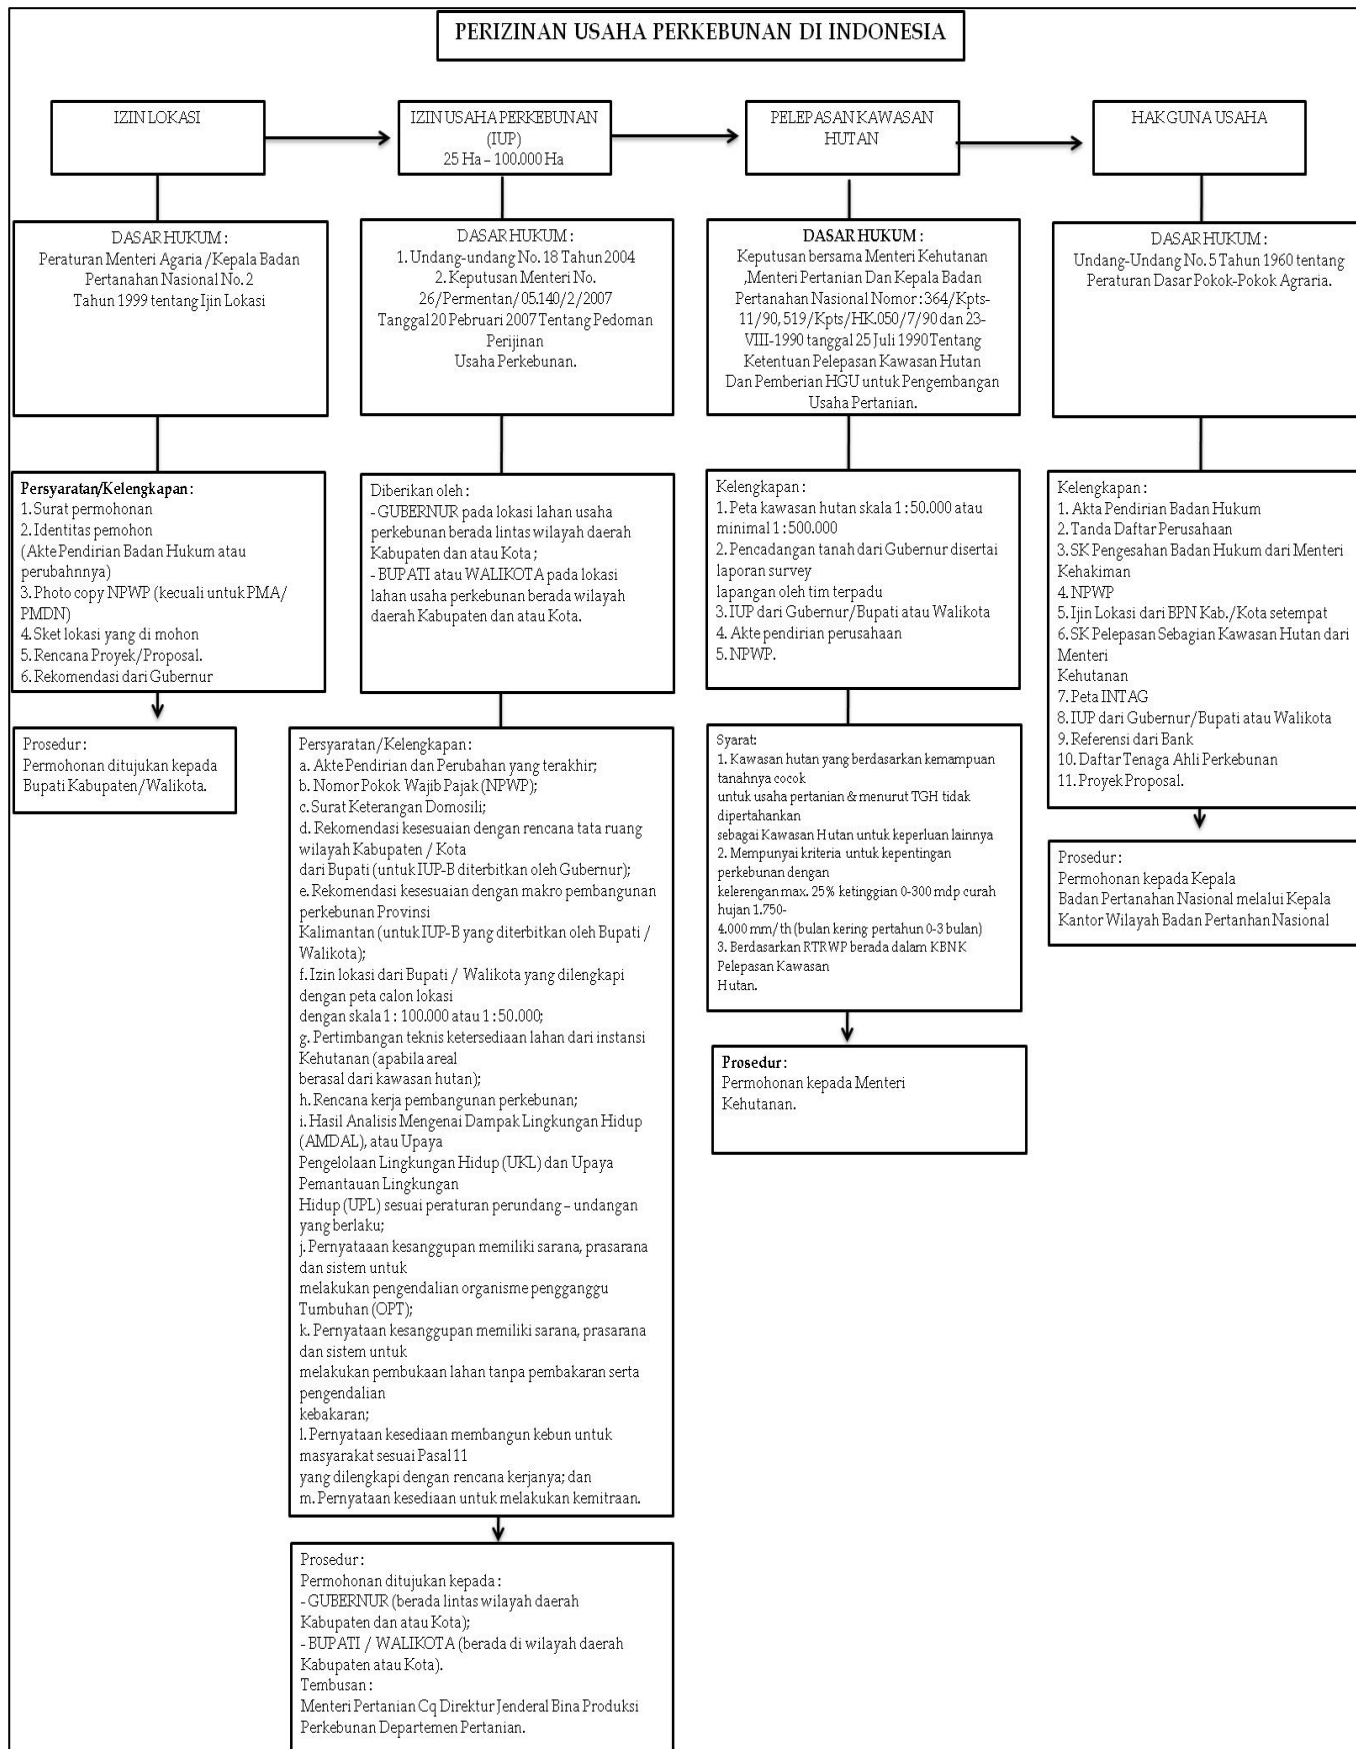 PERIZINAN USAHA PERKEBUNAN DI INDONESIA
IZIN LOKASI
IZIN USAHA PERKEBUNAN
(IUP)
25 Ha – 100.000 Ha
PELEPASAN KAWASAN
HUTAN
HAK GUNA USAHA
DASAR HUKUM :
Peraturan Menteri Agaria /Kepala Badan
Pertanahan Nasional No. 2
Tahun 1999 tentang Ijin Lokasi
Persyaratan/Kelengkapan :
1. Surat permohonan
2. Identitas pemohon
(Akte Pendirian Badan Hukum atau
perubahnnya)
3. Photo copy NPWP (kecuali untuk PMA/
PMDN)
4. Sket lokasi yang di mohon
5. Rencana Proyek/Proposal.
6. Rekomendasi dari Gubernur
Prosedur :
Permohonan ditujukan kepada
Bupati Kabupaten/Walikota.
DASAR HUKUM :
1. Undang-undang No. 18 Tahun 2004
2. Keputusan Menteri No.
26/Permentan/05.140/2/2007
Tanggal 20 Pebruari 2007 Tentang Pedoman
Perijinan
Usaha Perkebunan.
Diberikan oleh :
- GUBERNUR pada lokasi lahan usaha
perkebunan berada lintas wilayah daerah
Kabupaten dan atau Kota ;
- BUPATI atau WALIKOTA pada lokasi
lahan usaha perkebunan berada wilayah
daerah Kabupaten dan atau Kota.
Persyaratan/Kelengkapan :
a. Akte Pendirian dan Perubahan yang terakhir;
b. Nomor Pokok Wajib Pajak (NPWP);
c. Surat Keterangan Domosili;
d. Rekomendasi kesesuaian dengan rencana tata ruang
wilayah Kabupaten / Kota
dari Bupati (untuk IUP-B diterbitkan oleh Gubernur);
e. Rekomendasi kesesuaian dengan makro pembangunan
perkebunan Provinsi
Kalimantan (untuk IUP-B yang diterbitkan oleh Bupati /
Walikota);
f. Izin lokasi dari Bupati / Walikota yang dilengkapi
dengan peta calon lokasi
dengan skala 1 : 100.000 atau 1 : 50.000;
g. Pertimbangan teknis ketersediaan lahan dari instansi
Kehutanan (apabila areal
berasal dari kawasan hutan);
h. Rencana kerja pembangunan perkebunan;
i. Hasil Analisis Mengenai Dampak Lingkungan Hidup
(AMDAL), atau Upaya
Pengelolaan Lingkungan Hidup (UKL) dan Upaya
Pemantauan Lingkungan
Hidup (UPL) sesuai peraturan perundang – undangan
yang berlaku;
j. Pernyataaan kesanggupan memiliki sarana, prasarana
dan sistem untuk
melakukan pengendalian organisme pengganggu
Tumbuhan (OPT);
k. Pernyataan kesanggupan memiliki sarana, prasarana
dan sistem untuk
melakukan pembukaan lahan tanpa pembakaran serta
pengendalian
kebakaran;
l. Pernyataan kesediaan membangun kebun untuk
masyarakat sesuai Pasal 11
yang dilengkapi dengan rencana kerjanya; dan
m. Pernyataan kesediaan untuk melakukan kemitraan.
Prosedur :
Permohonan ditujukan kepada :
- GUBERNUR (berada lintas wilayah daerah
Kabupaten dan atau Kota);
- BUPATI / WALIKOTA (berada di wilayah daerah
Kabupaten atau Kota).
Tembusan :
Menteri Pertanian Cq Direktur Jenderal Bina Produksi
Perkebunan Departemen Pertanian.
DASAR HUKUM :
Keputusan bersama Menteri Kehutanan
,Menteri Pertanian Dan Kepala Badan
Pertanahan Nasional Nomor : 364/Kpts-
11/90, 519/Kpts/HK.050/7/90 dan 23-
VIII-1990 tanggal 25 Juli 1990 Tentang
Ketentuan Pelepasan Kawasan Hutan
Dan Pemberian HGU untuk Pengembangan
Usaha Pertanian.
Kelengkapan :
1. Peta kawasan hutan skala 1 : 50.000 atau
minimal 1 : 500.000
2. Pencadangan tanah dari Gubernur disertai
laporan survey
lapangan oleh tim terpadu
3. IUP dari Gubernur/Bupati atau Walikota
4. Akte pendirian perusahaan
5. NPWP.
Syarat:
1. Kawasan hutan yang berdasarkan kemampuan
tanahnya cocok
untuk usaha pertanian & menurut TGH tidak
dipertahankan
sebagai Kawasan Hutan untuk keperluan lainnya
2. Mempunyai kriteria untuk kepentingan
perkebunan dengan
kelerengan max. 25% ketinggian 0-300 mdp curah
hujan 1.750-
4.000 mm/th (bulan kering pertahun 0-3 bulan)
3. Berdasarkan RTRWP berada dalam KBNK
Pelepasan Kawasan
Hutan.
Prosedur :
Permohonan kepada Menteri
Kehutanan.
DASAR HUKUM :
Undang-Undang No. 5 Tahun 1960 tentang
Peraturan Dasar Pokok-Pokok Agraria.
Kelengkapan :
1. Akta Pendirian Badan Hukum
2. Tanda Daftar Perusahaan
3. SK Pengesahan Badan Hukum dari Menteri
Kehakiman
4. NPWP
5. Ijin Lokasi dari BPN Kab./Kota setempat
6. SK Pelepasan Sebagian Kawasan Hutan dari
Menteri
Kehutanan
7. Peta INTAG
8. IUP dari Gubernur/Bupati atau Walikota
9. Referensi dari Bank
10. Daftar Tenaga Ahli Perkebunan
11. Proyek Proposal.
Prosedur :
Permohonan kepada Kepala
Badan Pertanahan Nasional melalui Kepala
Kantor Wilayah Badan Pertanhan Nasional